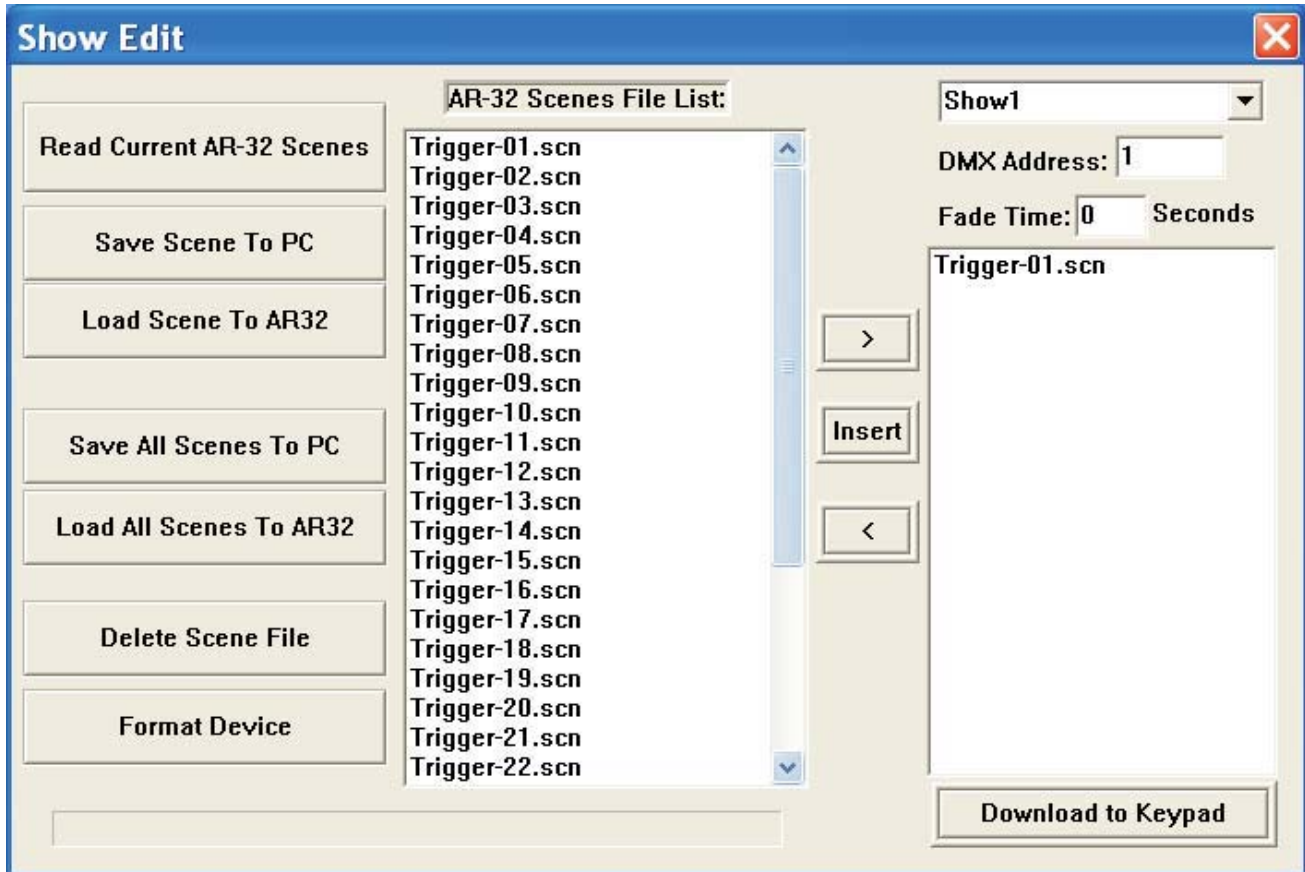 Show Edit
Read Current AR-32 Scenes
Save Scene To PC
Load Scene To AR32
Save All Scenes To PC
Load All Scenes To AR32
Delete Scene File
Format Device
AR-32 Scenes File List:
Trigger-01.scn
Trigger-02.scn
Trigger-03.scn
Trigger-04.scn
Trigger-05.scn
Trigger-06.scn
Trigger-07.scn
Trigger-08.scn
Trigger-09.scn
Trigger-10.scn
Trigger-11.scn
Trigger-12.scn
Trigger-13.scn
Trigger-14.scn
Trigger-15.scn
Trigger-16.scn
Trigger-17.scn
Trigger-18.scn
Trigger-19.scn
Trigger-20.scn
Trigger-21.scn
Trigger-22.scn
>
Insert
<
Show1
DMX Address: 1
Fade Time: 0 Seconds
Trigger-01.scn
Download to Keypad